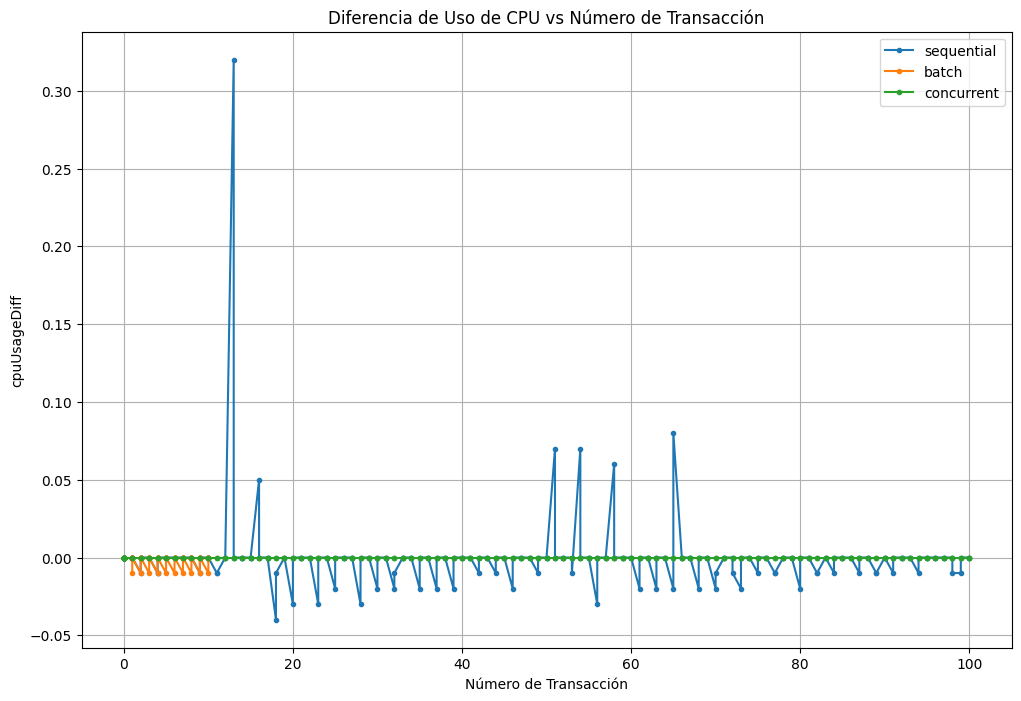 Diferencia de Uso de CPU vs Número de Transacción
sequential
batch
concurrent
cpuUsageDiff
0.30
0.25
0.20
0.15
0.10
0.05
0.00
−0.05
0
20
40
60
80
100
Número de Transacción